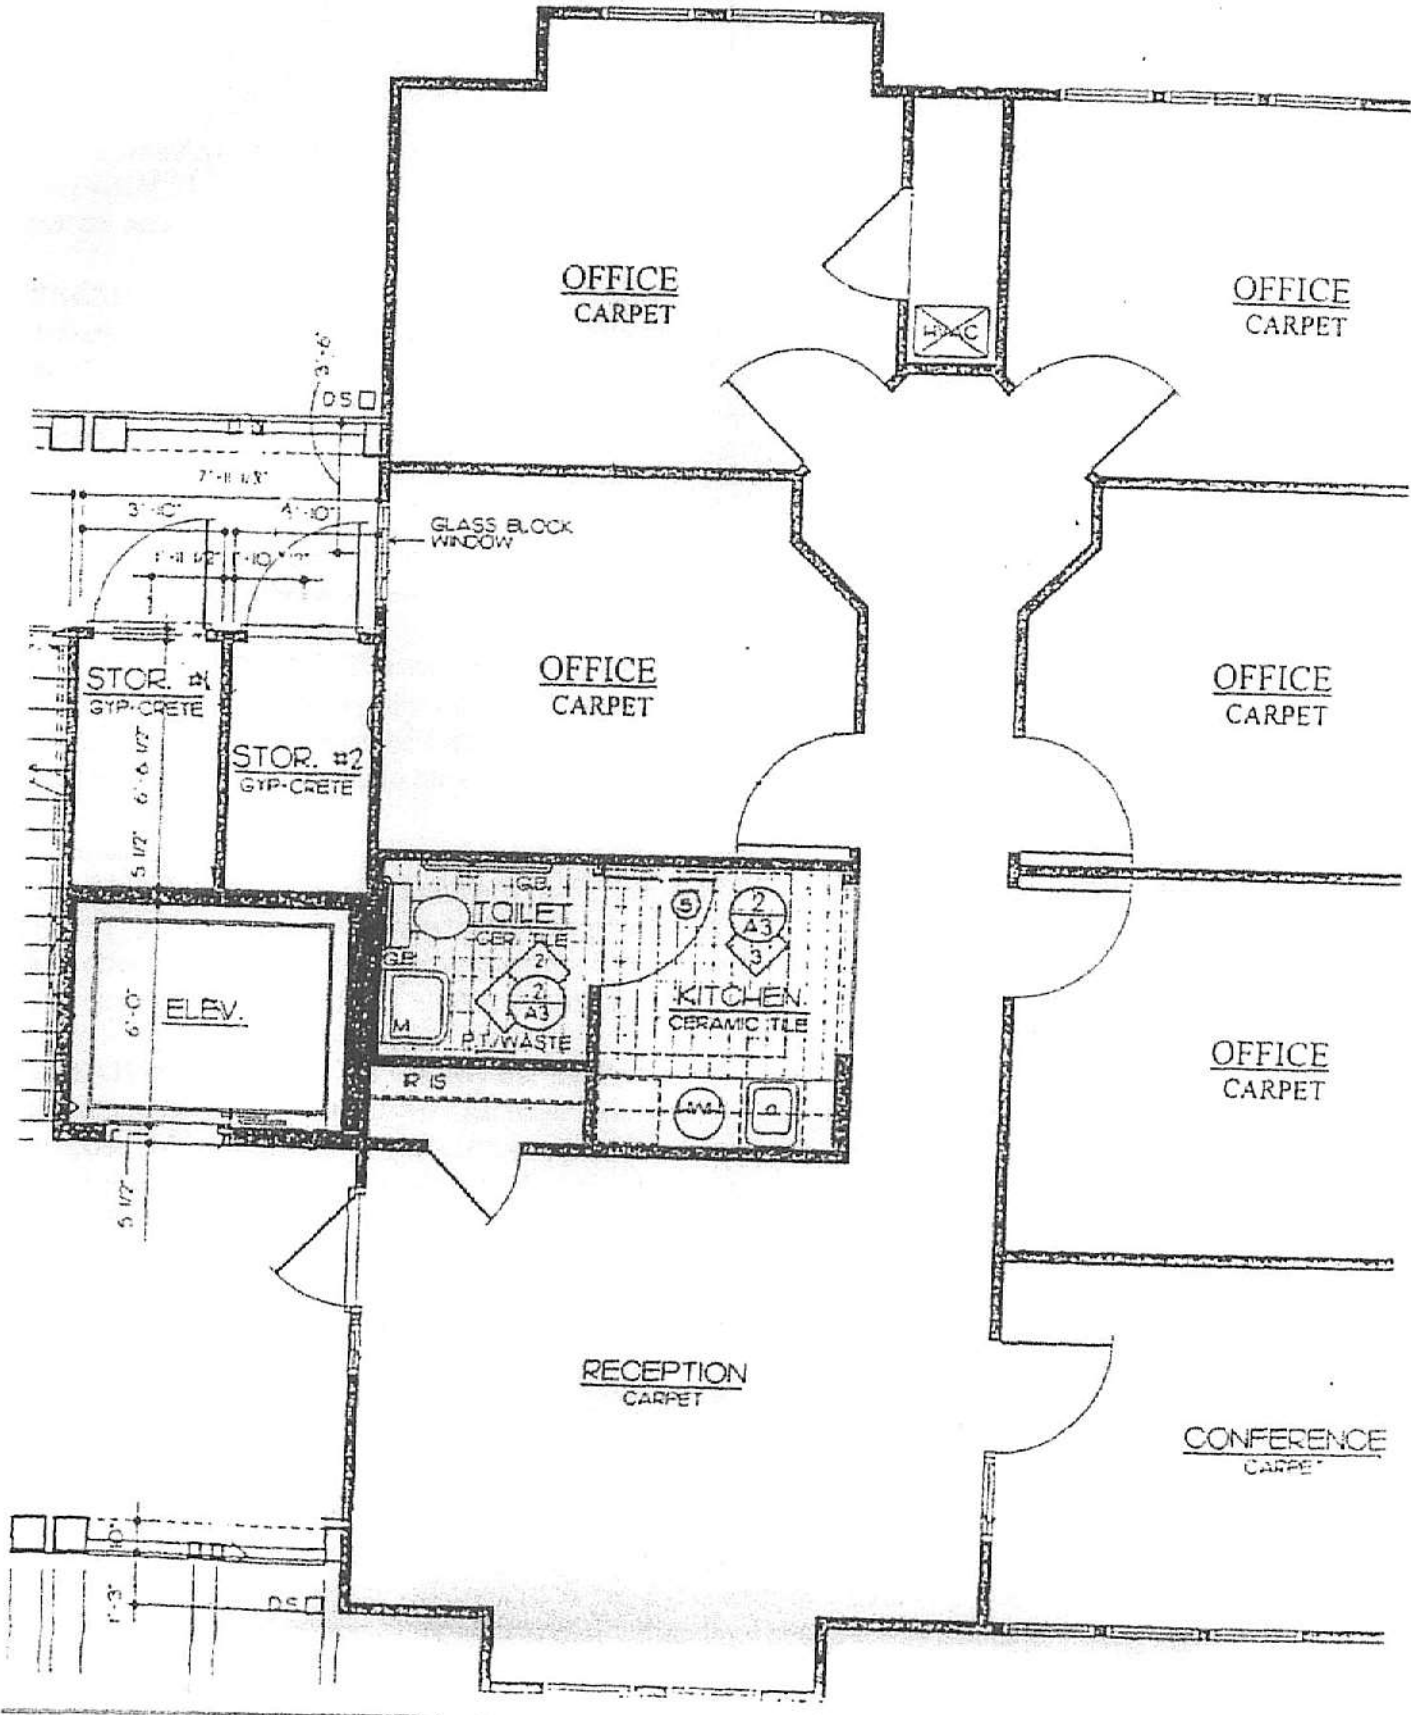 OFFICE
CARPET
OFFICE
CARPET
HVAC
3'-6"
DS
7'-11 1/2"
3'-10"
4'-10"
GLASS BLOCK
WINDOW
STOR. #1
GYP-CRETE
STOR. #2
GYP-CRETE
6'-6 1/2"
5 1/2"
OFFICE
CARPET
OFFICE
CARPET
G.B.
TOILET
CER. TILE
G.B.
2
2
A3
M
P.T./WASTE
S
2
A3
3
KITCHEN
CERAMIC TILE
ELEV.
6'-0"
R \S
5 1/2"
OFFICE
CARPET
RECEPTION
CARPET
CONFERENCE
CARPET
10"
1'-3"
DS